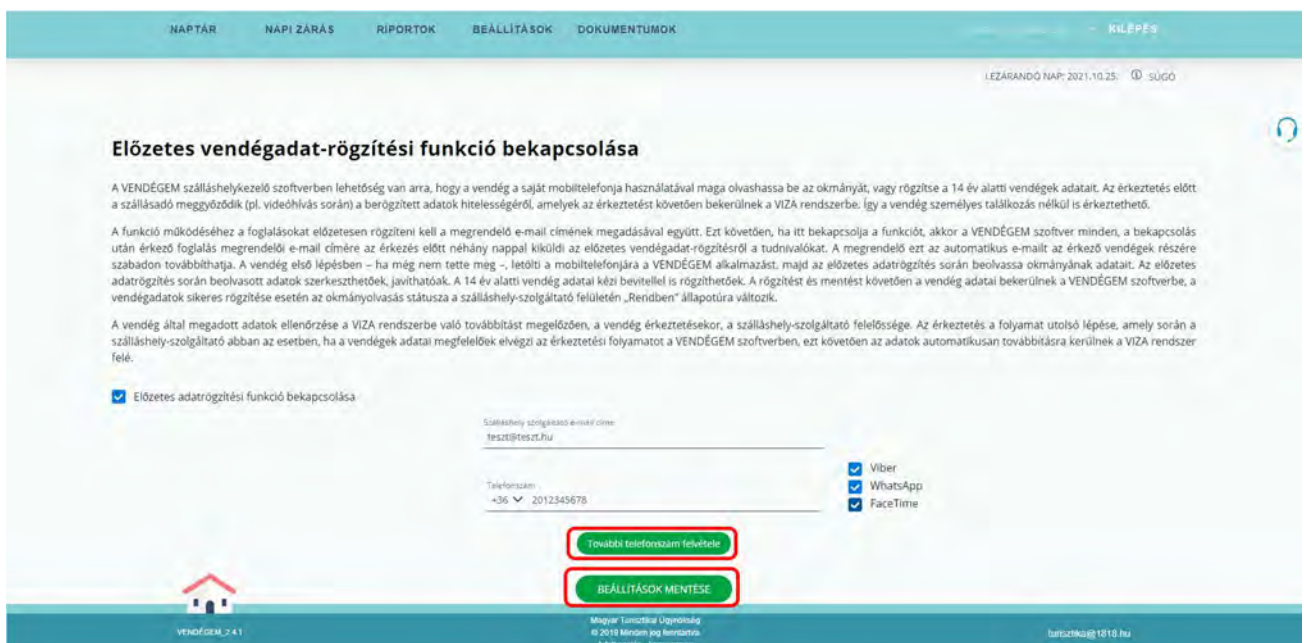 NAPTÁR NAPI ZÁRÁS RIPORTOK BEÁLLÍTÁSOK DOKUMENTUMOK KILÉPÉS
LEZÁRANDÓ NAP: 2021.10.25. SÚGÓ
Előzetes vendégadat-rögzítési funkció bekapcsolása
A VENDÉGEM szálláshelykezelő szoftverben lehetőség van arra, hogy a vendég a saját mobiltelefonja használatával maga olvashassa be az okmányát, vagy rögzítse a 14 év alatti vendégek adatait. Az érkeztetés előtt
a szállásadó meggyőződik (pl. videóhívás során) a berögzített adatok hitelességéről, amelyek az érkeztetést követően bekerülnek a VIZA rendszerbe. Így a vendég személyes találkozás nélkül is érkeztethető.
A funkció működéséhez a foglalásokat előzetesen rögzíteni kell a megrendelő e-mail címének megadásával együtt. Ezt követően, ha itt bekapcsolja a funkciót, akkor a VENDÉGEM szoftver minden, a bekapcsolás
után érkező foglalás megrendelői e-mail címére az érkezés előtt néhány nappal kiküldi az előzetes vendégadat-rögzítésről a tudnivalókat. A megrendelő ezt az automatikus e-mailt az érkező vendégek részére
szabadon továbbíthatja. A vendég első lépésben – ha még nem tette meg –, letölti a mobiltelefonjára a VENDÉGEM alkalmazást, majd az előzetes adatrögzítés során beolvassa okmányának adatait. Az előzetes
adatrögzítés során beolvasott adatok szerkeszthetőek, javíthatóak. A 14 év alatti vendég adatai kézi bevitellel is rögzíthetőek. A rögzítést és mentést követően a vendég adatai bekerülnek a VENDÉGEM szoftverbe, a
vendégadatok sikeres rögzítése esetén az okmányolvasás státusza a szálláshely-szolgáltató felületén „Rendben” állapotúra változik.
A vendég által megadott adatok ellenőrzése a VIZA rendszerbe való továbbítást megelőzően, a vendég érkeztetésekor, a szálláshely-szolgáltató felelőssége. Az érkeztetés a folyamat utolsó lépése, amely során a
szálláshely-szolgáltató abban az esetben, ha a vendégek adatai megfelelőek elvégzi az érkeztetési folyamatot a VENDÉGEM szoftverben, ezt követően az adatok automatikusan továbbításra kerülnek a VIZA rendszer
felé.
Előzetes adatrögzítési funkció bekapcsolása
Szálláshely szolgáltató e-mail címe
teszt@teszt.hu
Telefonszám
+36 2012345678
Viber
WhatsApp
FaceTime
További telefonszám felvétele
BEÁLLÍTÁSOK MENTÉSE
VENDÉGEM_2.4.1
Magyar Turisztikai Ügynökség
© 2019 Minden jog fenntartva
turisztika@1818.hu